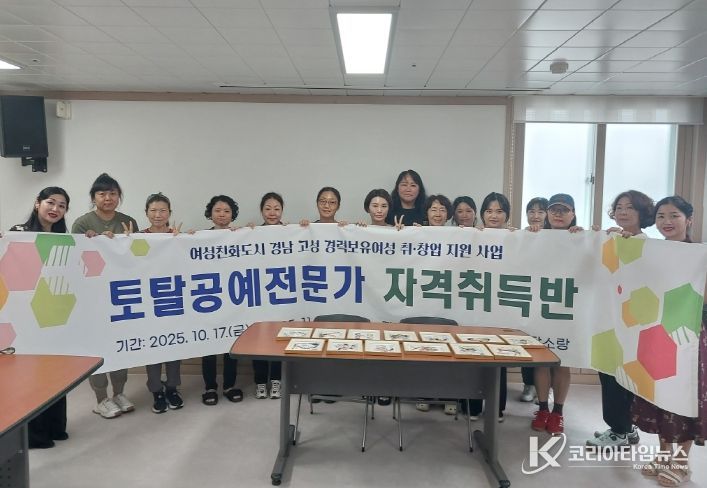 여성친화도시 경남 고성 경력보유여성 취·창업 지원 사업
토탈공예전문가 자격취득반
기간: 2025. 10. 17.(금)
코리아타임뉴스
Korea Time News